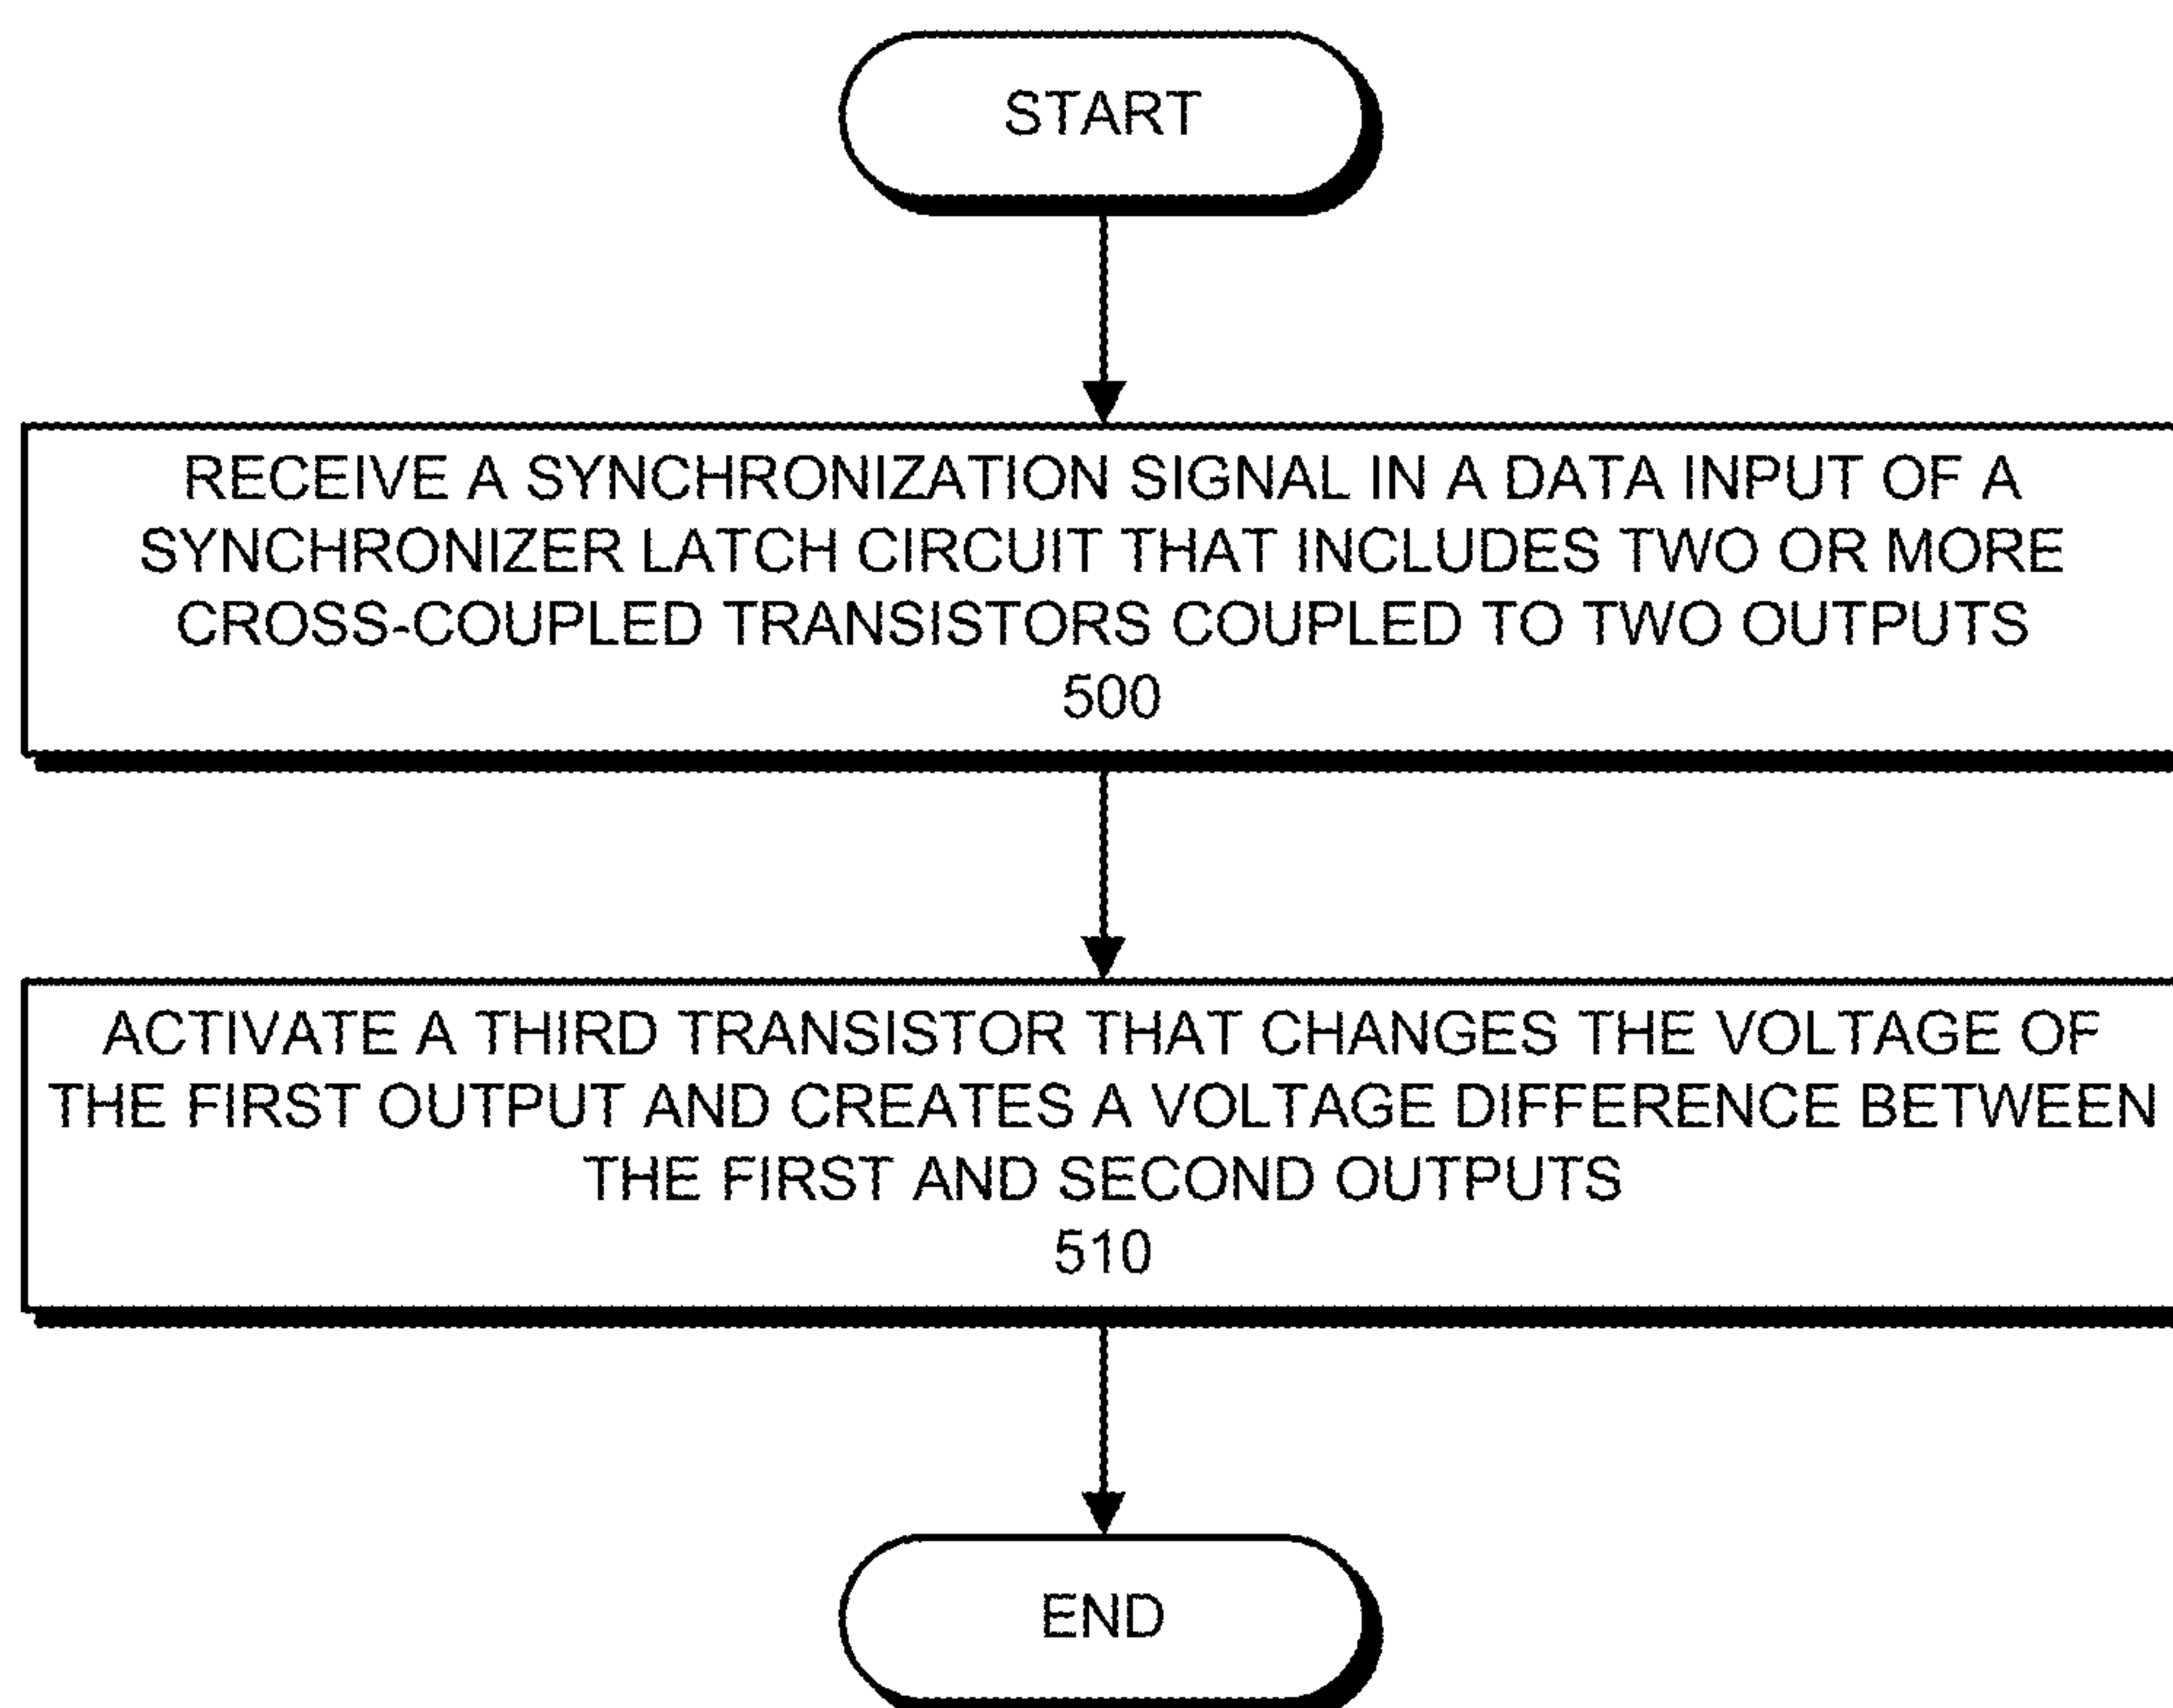 START
RECEIVE A SYNCHRONIZATION SIGNAL IN A DATA INPUT OF A
SYNCHRONIZER LATCH CIRCUIT THAT INCLUDES TWO OR MORE
CROSS-COUPLED TRANSISTORS COUPLED TO TWO OUTPUTS
500
ACTIVATE A THIRD TRANSISTOR THAT CHANGES THE VOLTAGE OF
THE FIRST OUTPUT AND CREATES A VOLTAGE DIFFERENCE BETWEEN
THE FIRST AND SECOND OUTPUTS
510
END